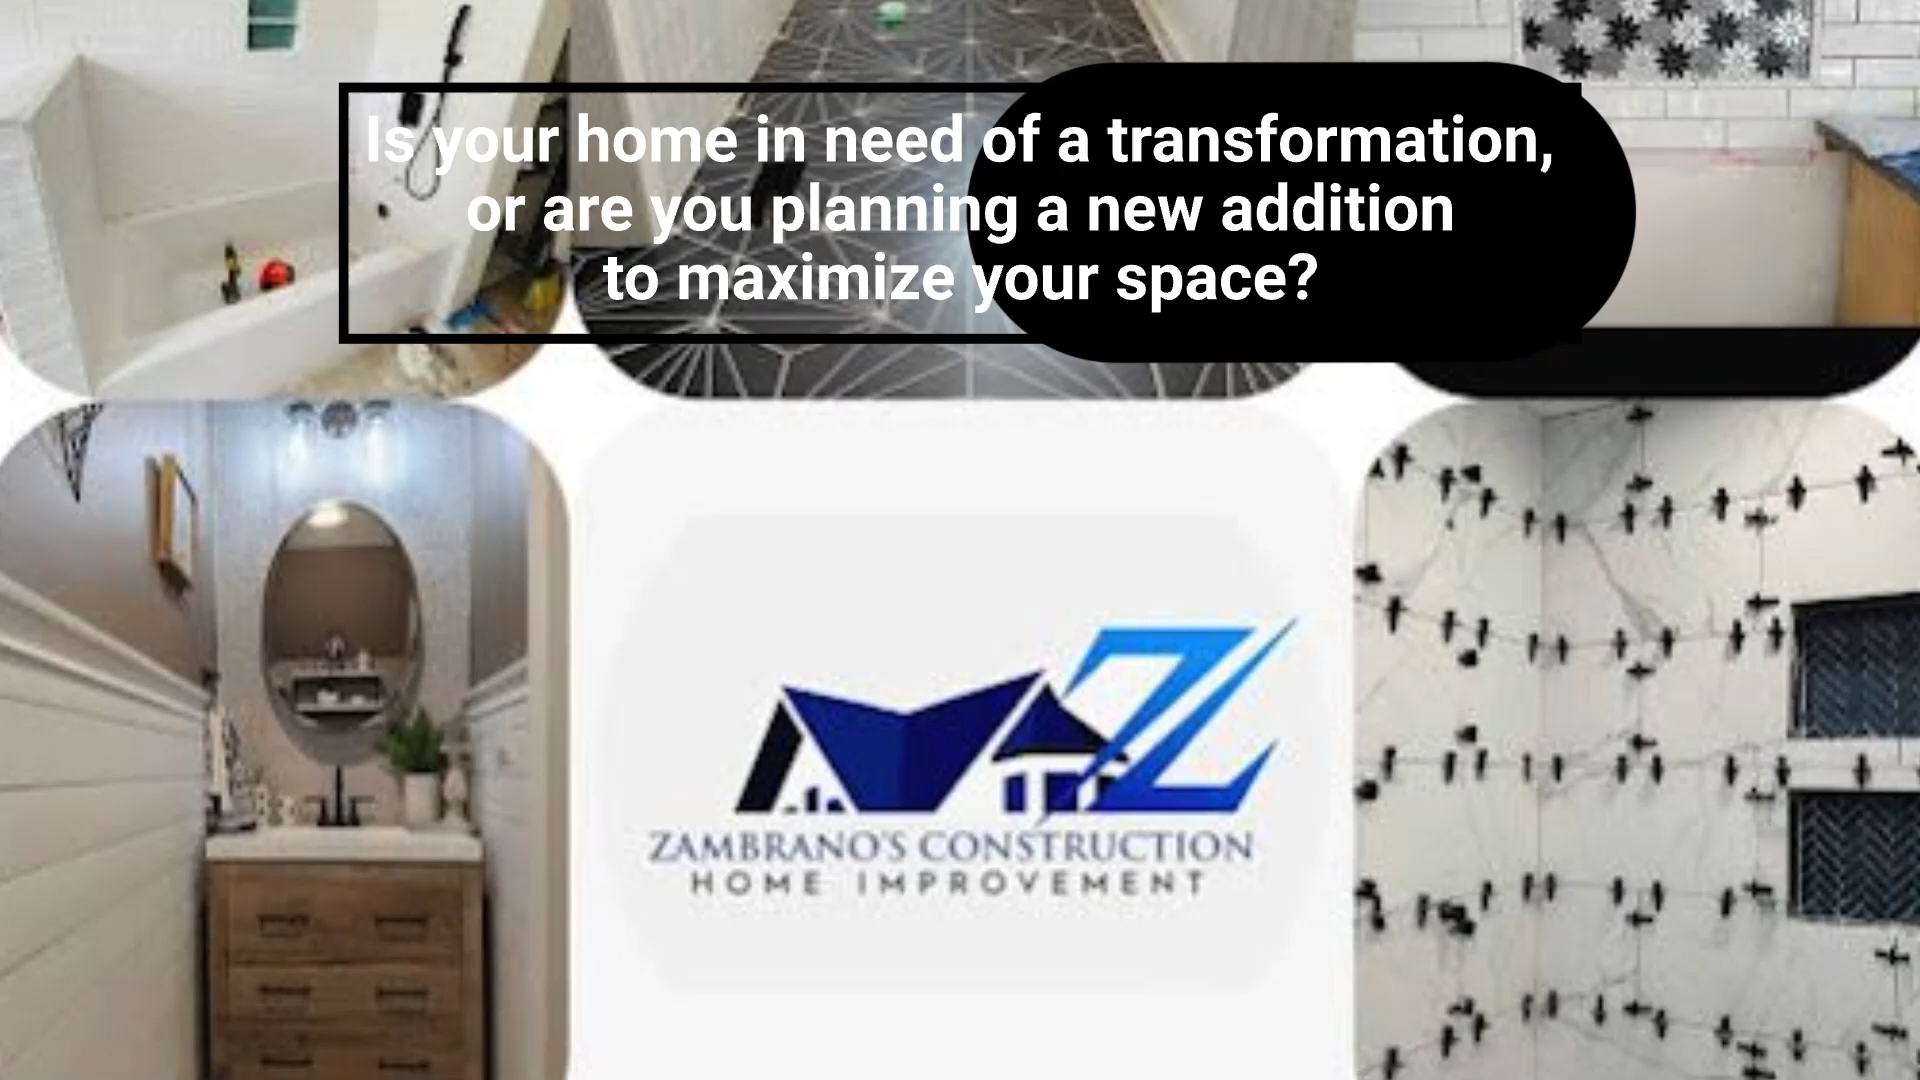 Is your home in need of a transformation,
or are you planning a new addition
to maximize your space?
Z
ZAMBRANO'S CONSTRUCTION
HOME IMPROVEMENT